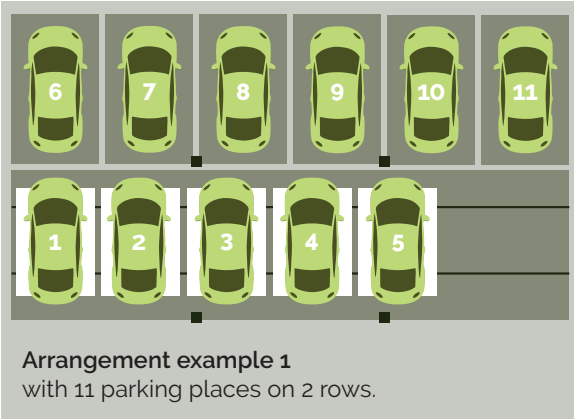 6 7 8 9 10 11
1 2 3 4 5
Arrangement example 1
with 11 parking places on 2 rows.